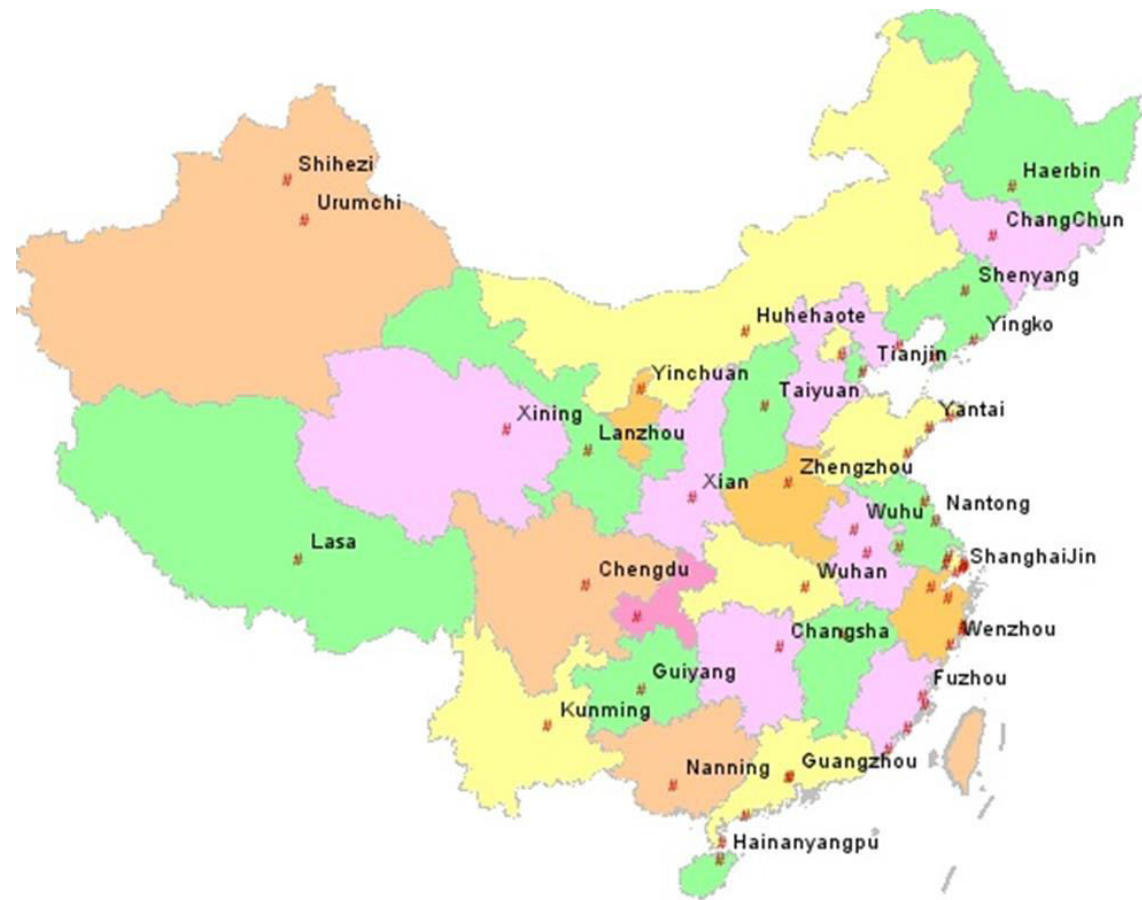 Shihezi
Urumchi
Haerbin
ChangChun
Shenyang
Huhehaote
Yingko
Tianjin
Yinchuan
Taiyuan
Xining
Yantai
Lanzhou
Zhengzhou
Xian
Nantong
Wuhu
Lasa
ShanghaiJin
Chengdu
Wuhan
Changsha
Wenzhou
Guiyang
Fuzhou
Kunming
Guangzhou
Nanning
Hainanyangpu